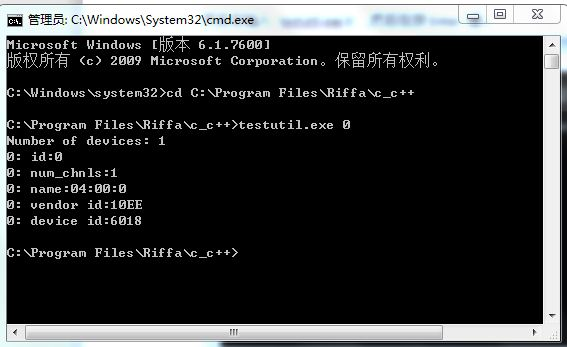 管理员: C:\Windows\System32\cmd.exe
Microsoft Windows [版本 6.1.7600]
版权所有 (c) 2009 Microsoft Corporation。保留所有权利。
C:\Windows\system32>cd C:\Program Files\Riffa\c_c++
C:\Program Files\Riffa\c_c++>testutil.exe 0
Number of devices: 1
0: id:0
0: num_chnls:1
0: name:04:00:0
0: vendor id:10EE
0: device id:6018
C:\Program Files\Riffa\c_c++>